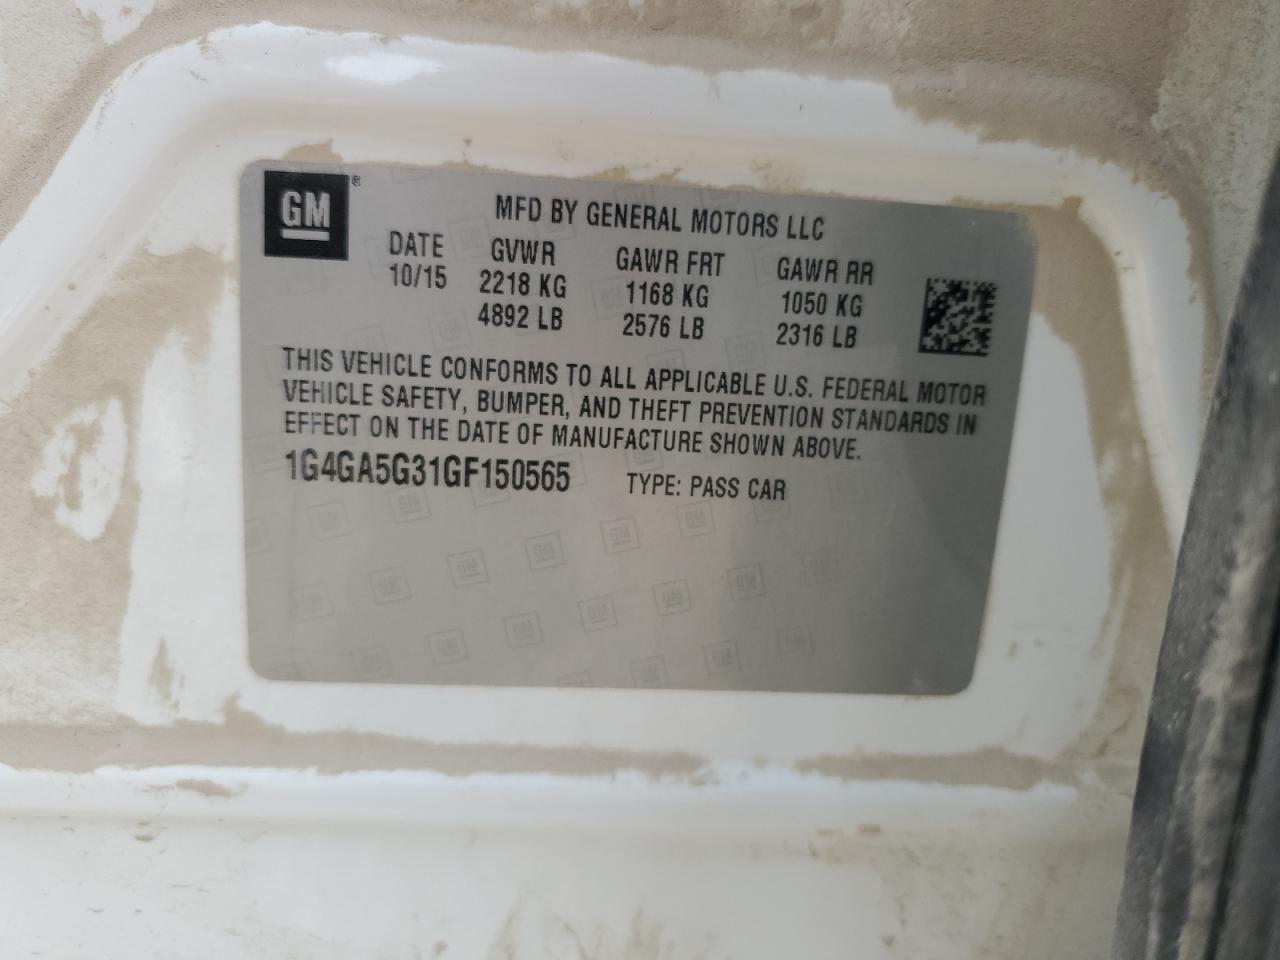 GM ®
MFD BY GENERAL MOTORS LLC
DATE GVWR GAWR FRT GAWR RR
10/15 2218 KG 1168 KG 1050 KG
4892 LB 2576 LB 2316 LB
THIS VEHICLE CONFORMS TO ALL APPLICABLE U.S. FEDERAL MOTOR
VEHICLE SAFETY, BUMPER, AND THEFT PREVENTION STANDARDS IN
EFFECT ON THE DATE OF MANUFACTURE SHOWN ABOVE.
1G4GA5G31GF150565 TYPE: PASS CAR